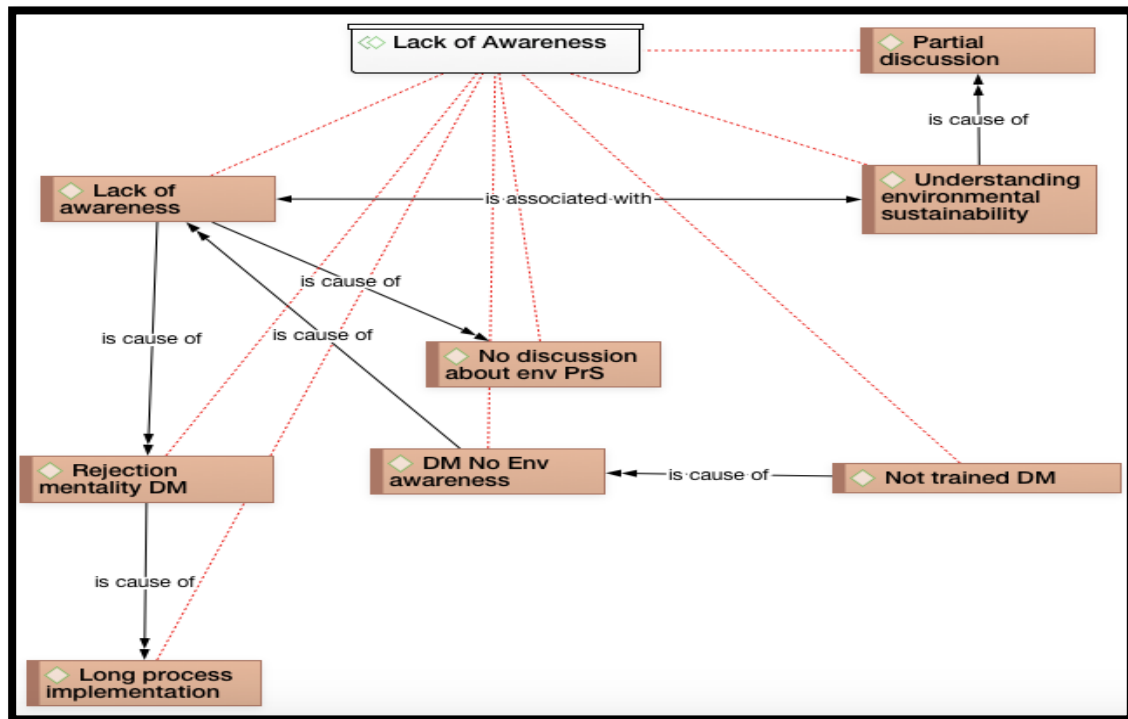 Lack of Awareness
Partial
discussion
is cause of
Lack of
awareness
is associated with
Understanding
environmental
sustainability
is cause of
is cause of
is cause of
No discussion
about env PrS
Rejection
mentality DM
DM No Env
awareness
is cause of
Not trained DM
is cause of
Long process
implementation